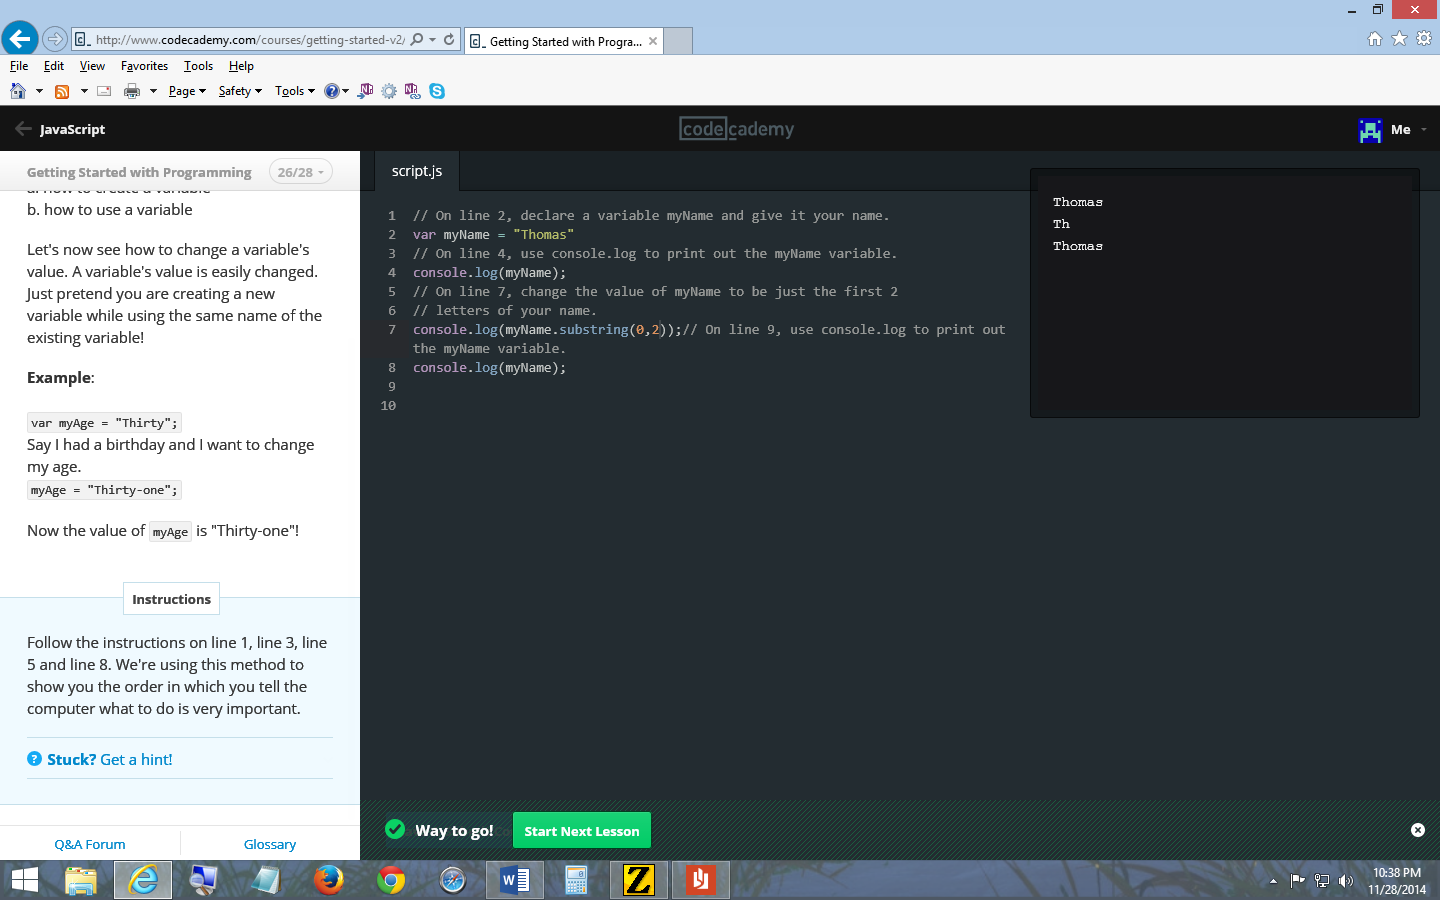 http://www.codecademy.com/courses/getting-started-v2/
Getting Started with Progra...
File Edit View Favorites Tools Help
Page Safety Tools
JavaScript
codecademy
Me
Getting Started with Programming 26/28
a. how to create a variable
b. how to use a variable
Let's now see how to change a variable's
value. A variable's value is easily changed.
Just pretend you are creating a new
variable while using the same name of the
existing variable!
Example:
var myAge = "Thirty";
Say I had a birthday and I want to change
my age.
myAge = "Thirty-one";
Now the value of myAge is "Thirty-one"!
Instructions
Follow the instructions on line 1, line 3, line
5 and line 8. We're using this method to
show you the order in which you tell the
computer what to do is very important.
Stuck? Get a hint!
Q&A Forum Glossary
script.js
1 // On line 2, declare a variable myName and give it your name.
2 var myName = "Thomas"
3 // On line 4, use console.log to print out the myName variable.
4 console.log(myName);
5 // On line 7, change the value of myName to be just the first 2
6 // letters of your name.
7 console.log(myName.substring(0,2));// On line 9, use console.log to print out
the myName variable.
8 console.log(myName);
9
10
Thomas
Th
Thomas
Way to go! Start Next Lesson
10:38 PM
11/28/2014